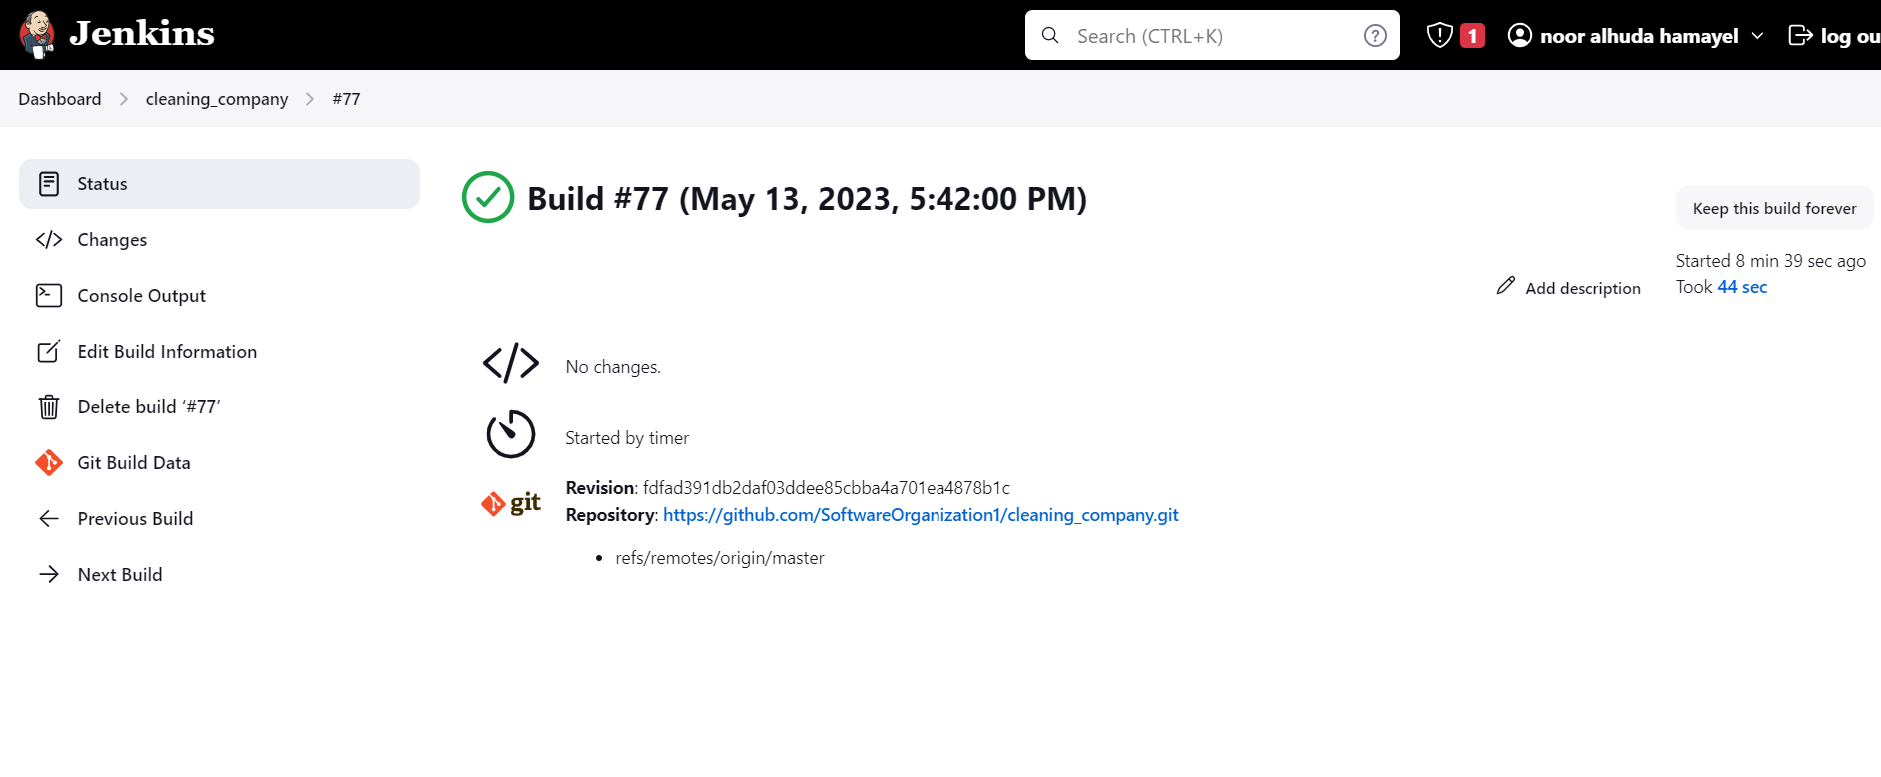 Jenkins
Search (CTRL+K)
?
1
noor alhuda hamayel
log ou
Dashboard > cleaning_company > #77
Status
Changes
Console Output
Edit Build Information
Delete build ‘#77’
Git Build Data
Previous Build
Next Build
Build #77 (May 13, 2023, 5:42:00 PM)
Keep this build forever
Started 8 min 39 sec ago
Took 44 sec
Add description
No changes.
Started by timer
git
Revision: fdfad391db2daf03ddee85cbba4a701ea4878b1c
Repository: https://github.com/SoftwareOrganization1/cleaning_company.git
• refs/remotes/origin/master